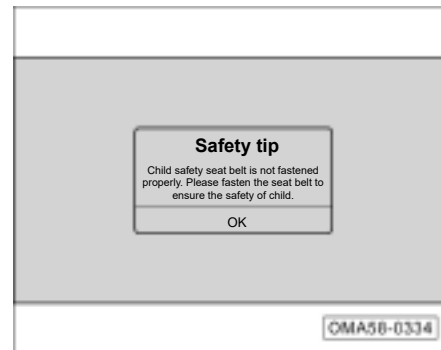 Safety tip
Child safety seat belt is not fastened
properly. Please fasten the seat belt to
ensure the safety of child.
OK
OMA58-0334